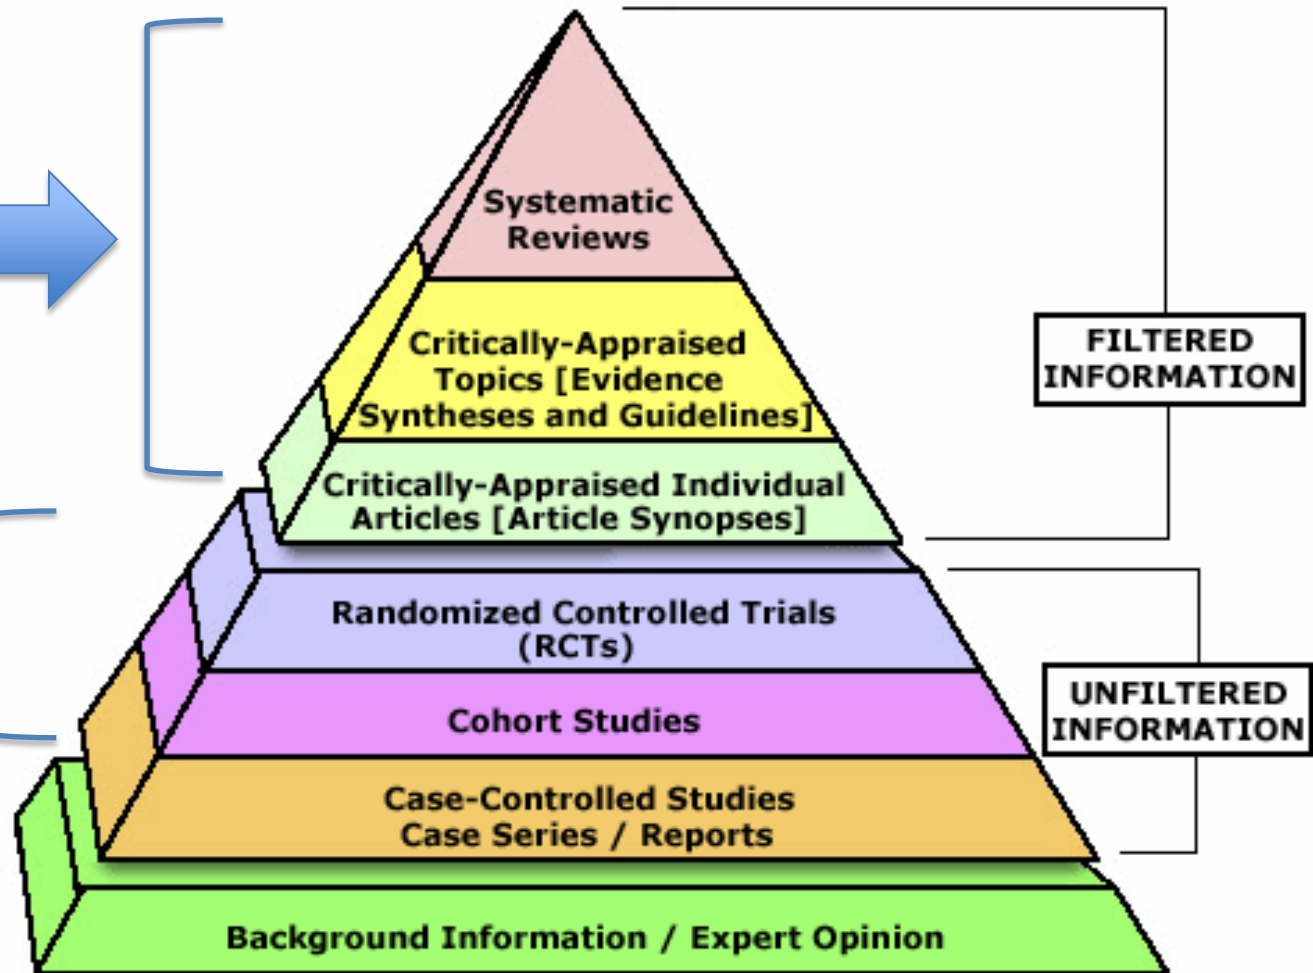 Systematic
Reviews
Critically-Appraised
Topics [Evidence
Syntheses and Guidelines]
FILTERED
INFORMATION
Critically-Appraised Individual
Articles [Article Synopses]
Randomized Controlled Trials
(RCTs)
Cohort Studies
UNFILTERED
INFORMATION
Case-Controlled Studies
Case Series / Reports
Background Information / Expert Opinion